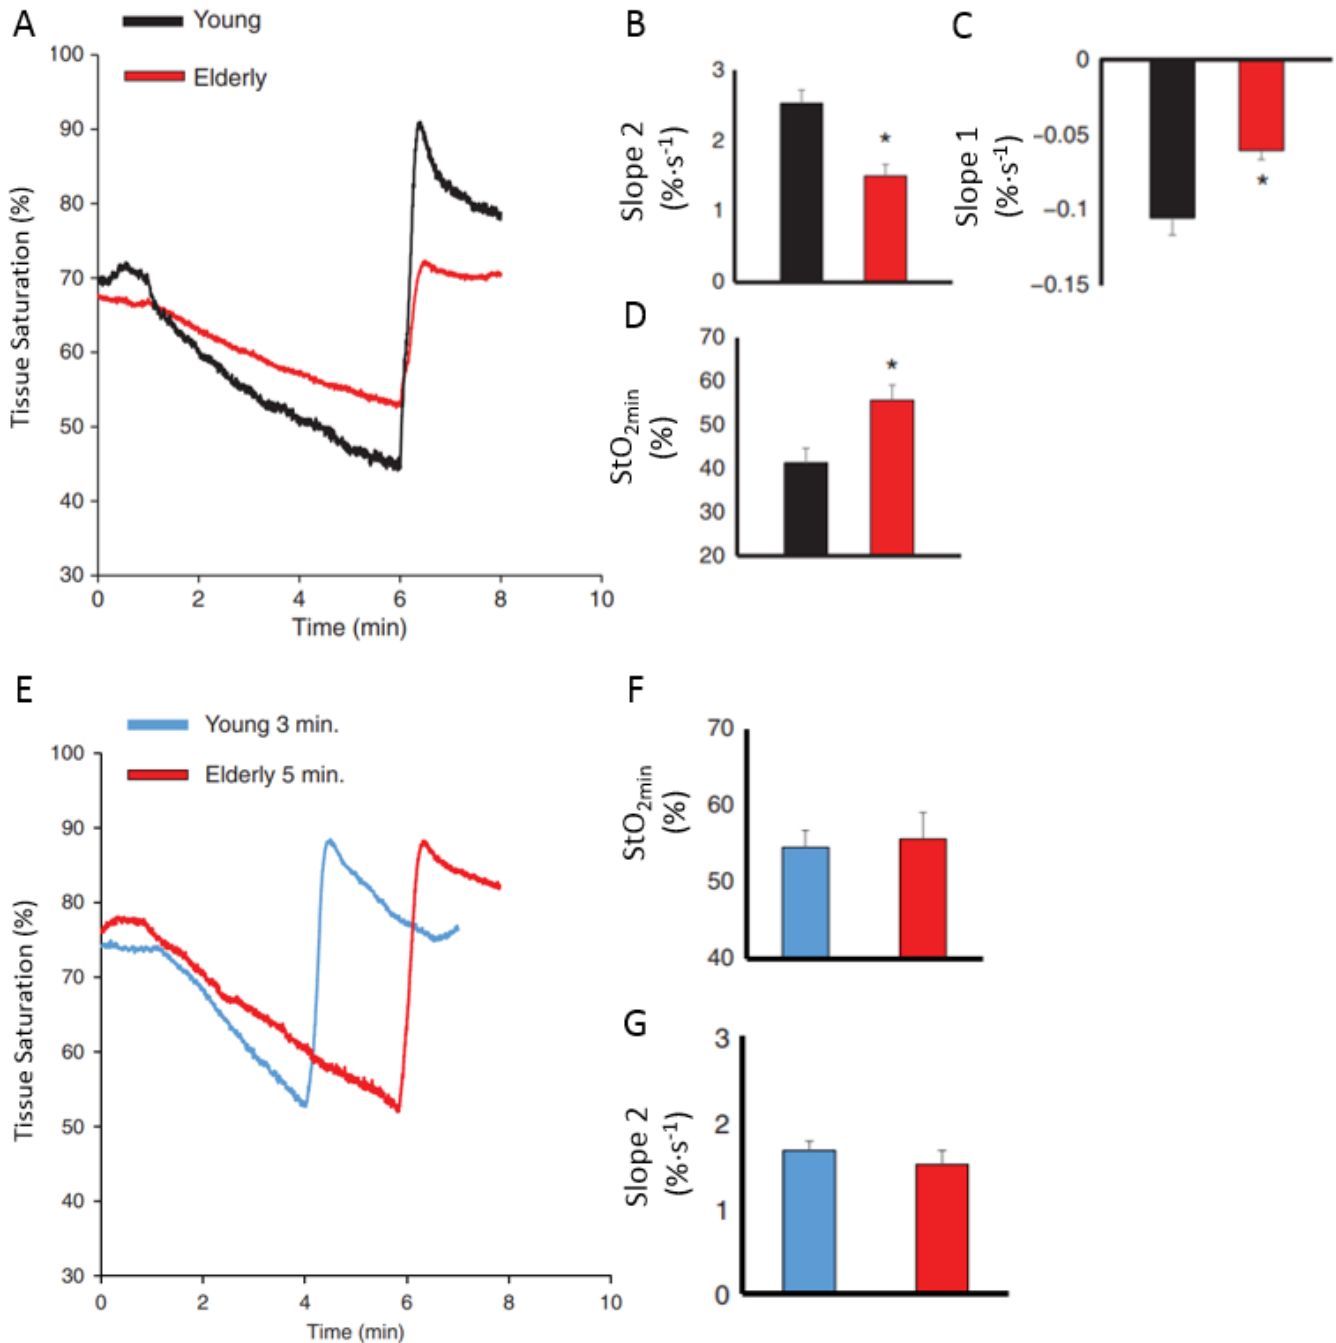 A
Young
Elderly
100
90
80
70
60
50
40
30
0
2
4
6
8
10
Tissue Saturation (%)
Time (min)
B
3
2
1
0
Slope 2
(%·s⁻¹)
*
C
0
−0.05
−0.1
−0.15
Slope 1
(%·s⁻¹)
*
D
70
60
50
40
30
20
StO₂min
(%)
*
E
Young 3 min.
Elderly 5 min.
100
90
80
70
60
50
40
30
0
2
4
6
8
10
Tissue Saturation (%)
Time (min)
F
70
60
50
40
StO₂min
(%)
G
3
2
1
0
Slope 2
(%·s⁻¹)